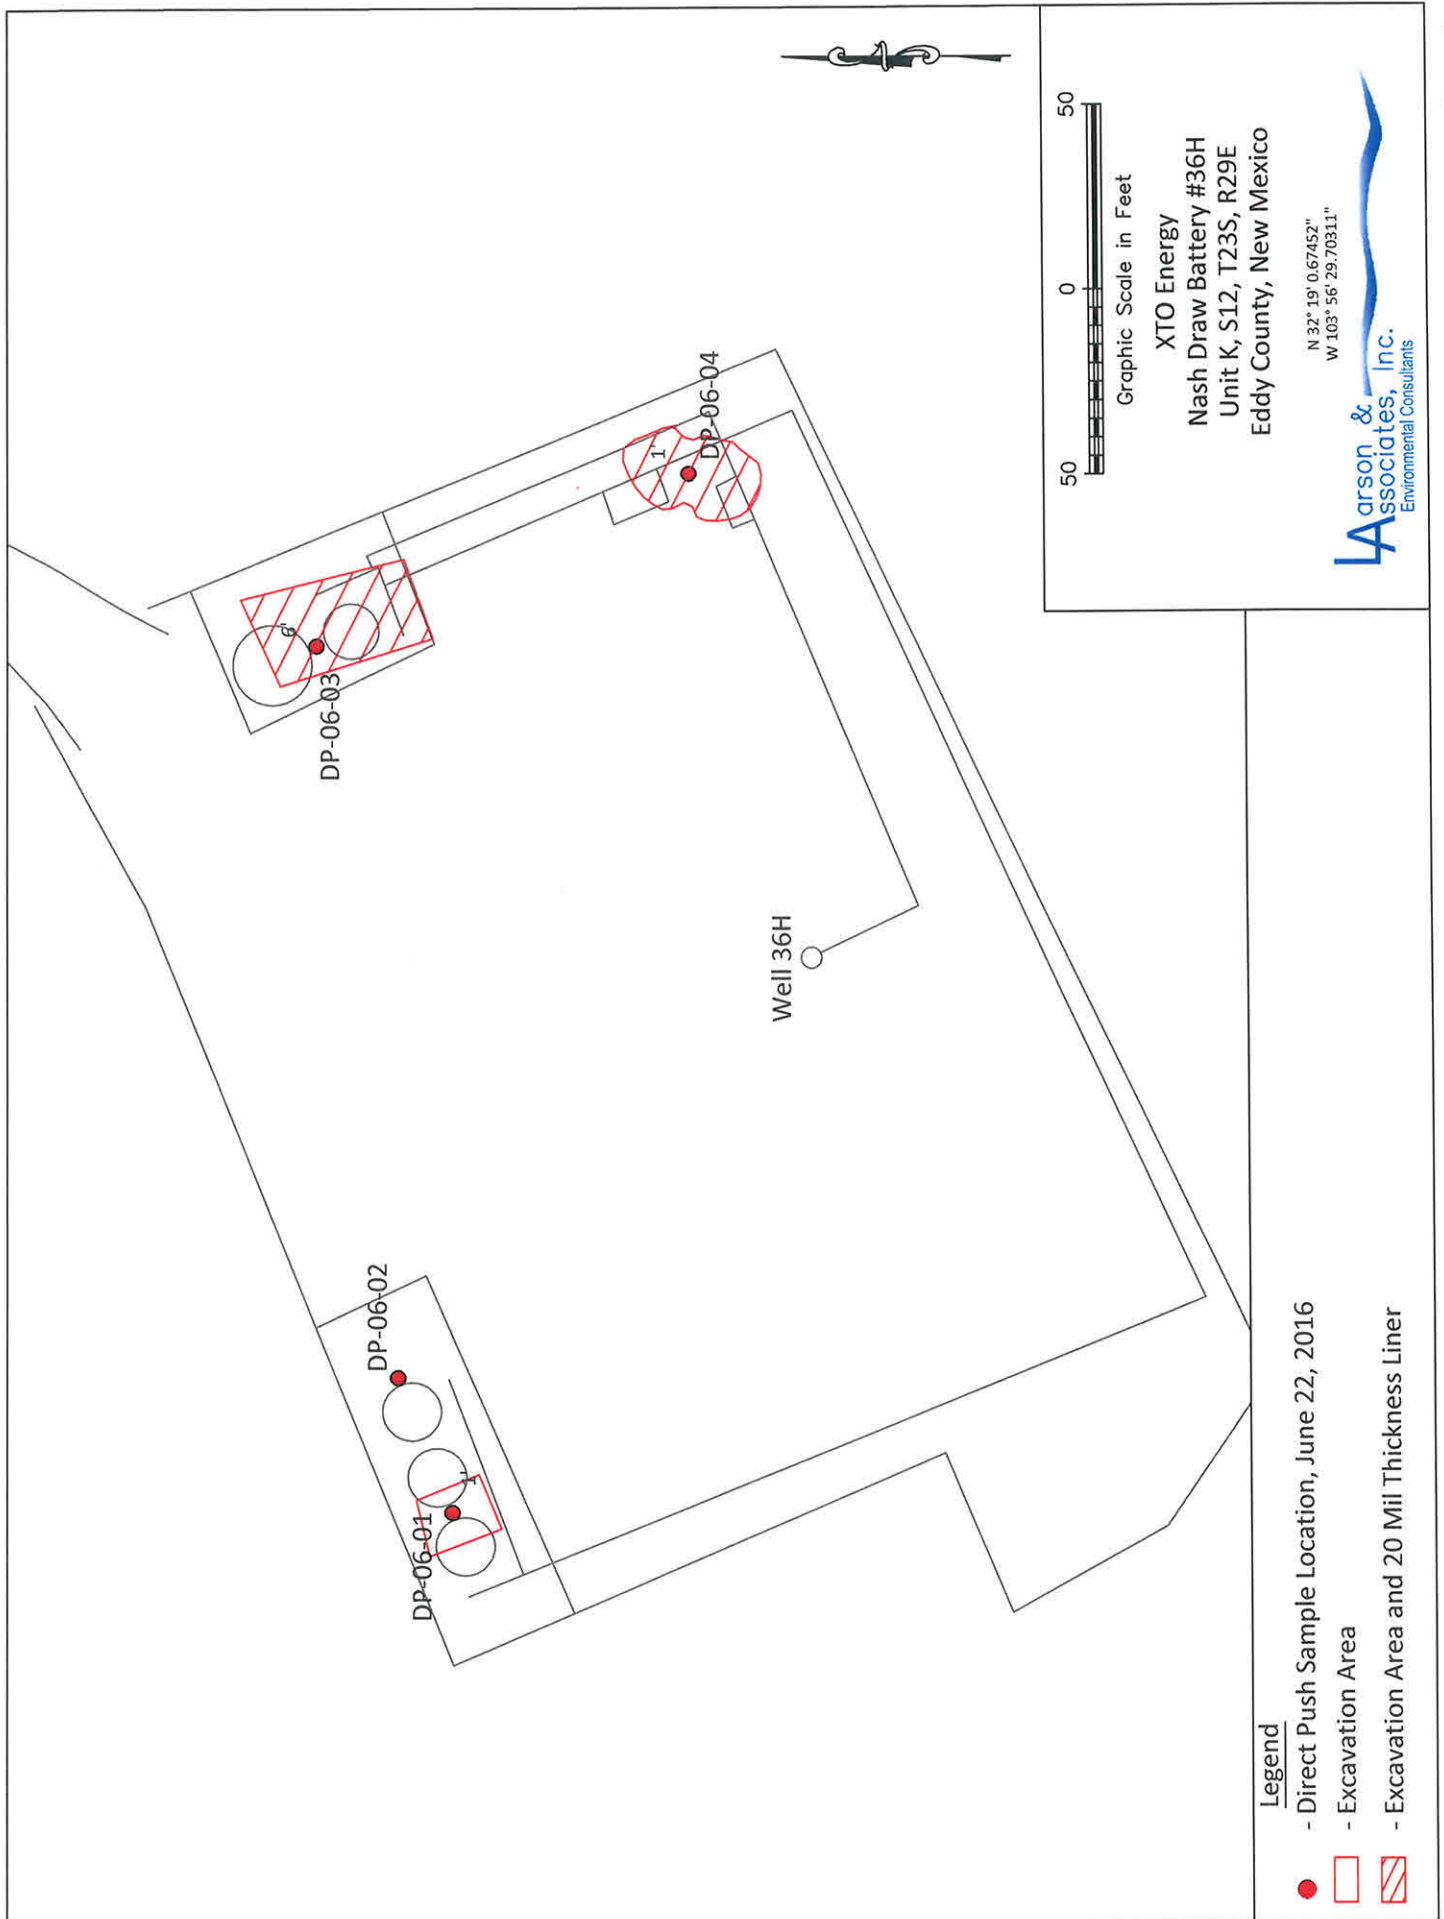 DP-06-01
1'
DP-06-02
DP-06-03
6'
1'
DP-06-04
Well 36H
Legend
- Direct Push Sample Location, June 22, 2016
- Excavation Area
- Excavation Area and 20 Mil Thickness Liner
50 0 50
Graphic Scale in Feet
XTO Energy
Nash Draw Battery #36H
Unit K, S12, T23S, R29E
Eddy County, New Mexico
N 32° 19' 0.67452"
W 103° 56' 29.70311"
Larson &
Associates, Inc.
Environmental Consultants